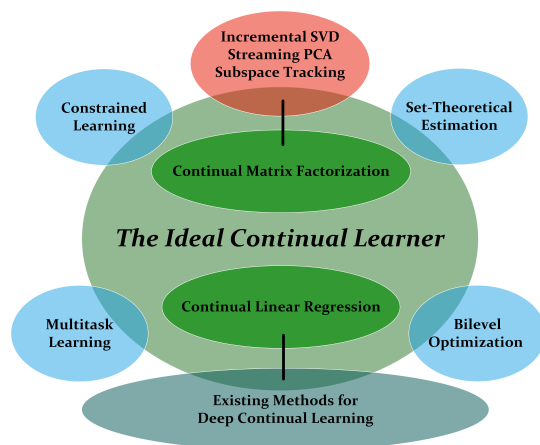 Incremental SVD
Streaming PCA
Subspace Tracking
Constrained
Learning
Set-Theoretical
Estimation
Continual Matrix Factorization
The Ideal Continual Learner
Continual Linear Regression
Multitask
Learning
Bilevel
Optimization
Existing Methods for
Deep Continual Learning